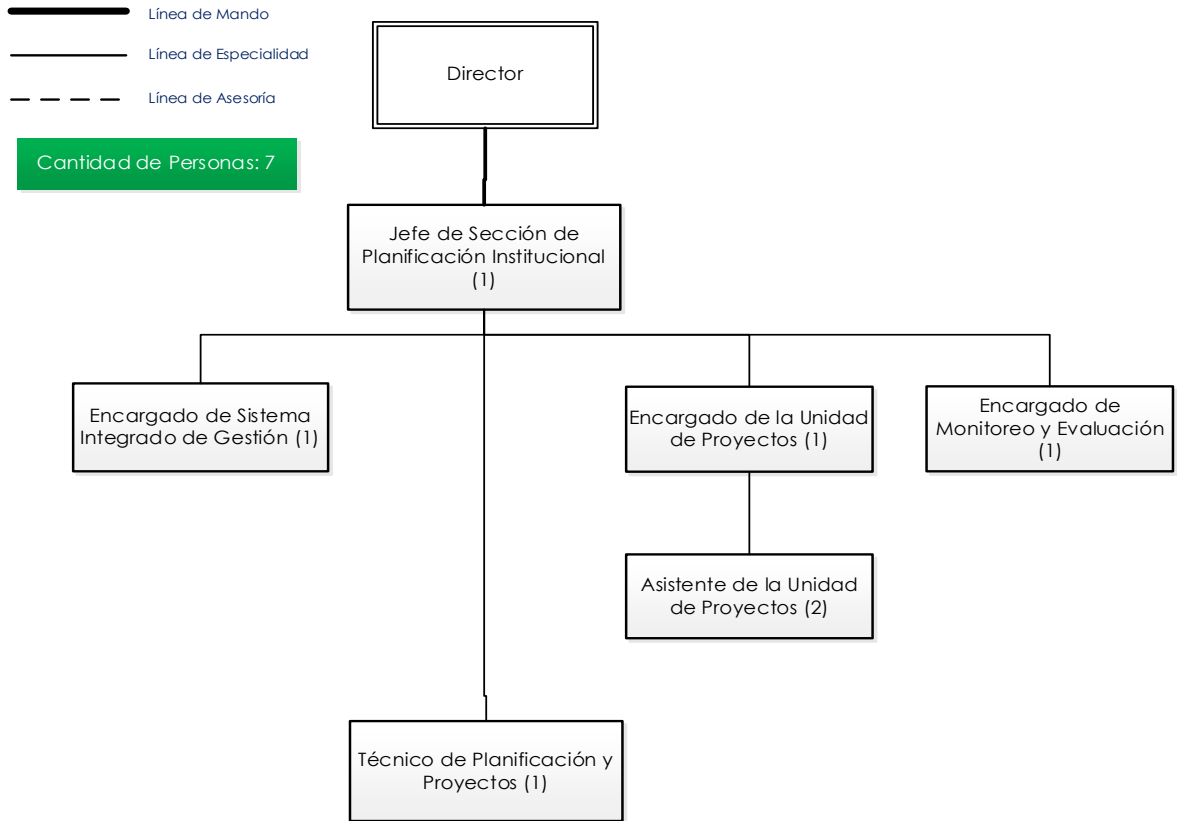 Línea de Mando
Línea de Especialidad
Línea de Asesoría
Cantidad de Personas: 7
Director
Jefe de Sección de
Planificación Institucional
(1)
Encargado de Sistema
Integrado de Gestión (1)
Encargado de la Unidad
de Proyectos (1)
Encargado de
Monitoreo y Evaluación
(1)
Asistente de la Unidad
de Proyectos (2)
Técnico de Planificación y
Proyectos (1)